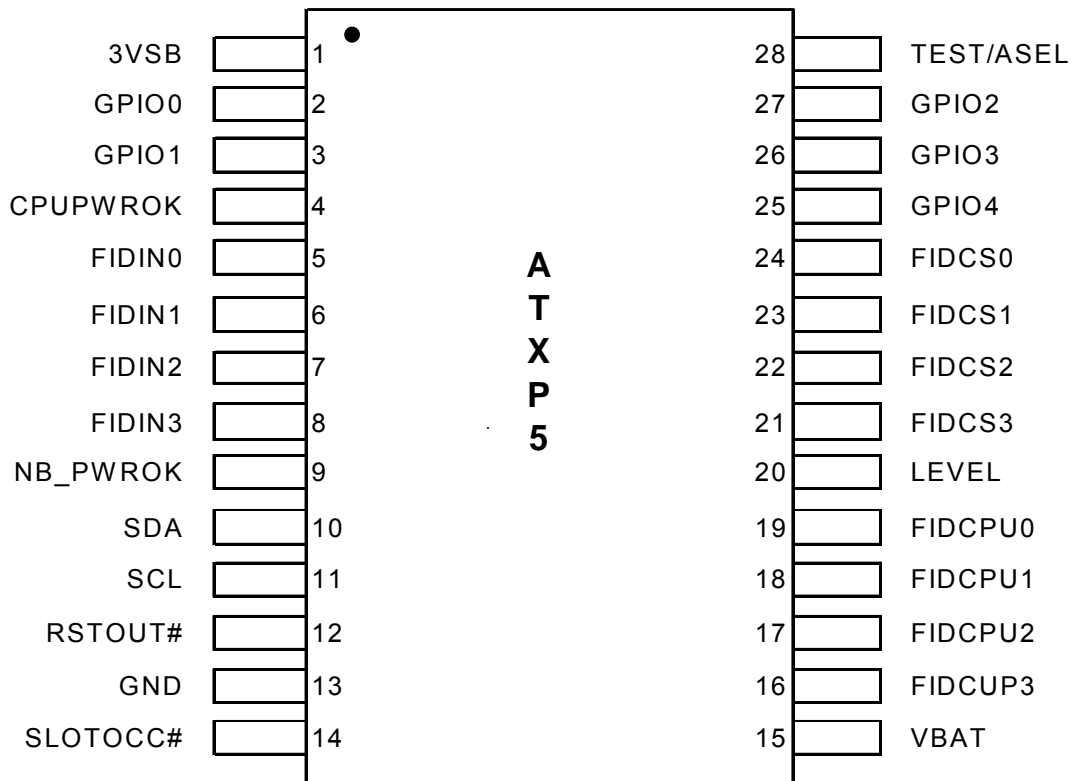 3VSB 1 28 TEST/ASEL
GPIO0 2 27 GPIO2
GPIO1 3 26 GPIO3
CPUPWROK 4 25 GPIO4
FIDIN0 5 24 FIDCS0
FIDIN1 6 23 FIDCS1
FIDIN2 7 22 FIDCS2
FIDIN3 8 21 FIDCS3
NB_PWROK 9 20 LEVEL
SDA 10 19 FIDCPU0
SCL 11 18 FIDCPU1
RSTOUT# 12 17 FIDCPU2
GND 13 16 FIDCUP3
SLOTOCC# 14 15 VBAT
ATXP5